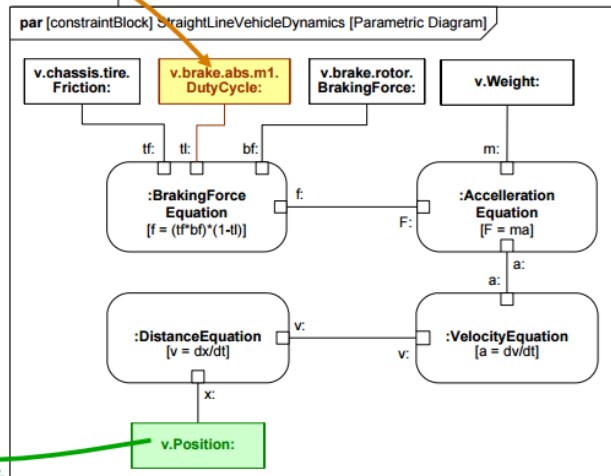 par [constraintBlock] StraightLineVehicleDynamics [Parametric Diagram]
v.chassis.tire.
Friction:
v.brake.abs.m1.
DutyCycle:
v.brake.rotor.
BrakingForce:
v.Weight:
tf:
tl:
bf:
m:
:BrakingForce
Equation
[f = (tf*bf)*(1-tl)]
f:
F:
:Accelleration
Equation
[F = ma]
a:
a:
:DistanceEquation
[v = dx/dt]
v:
v:
:VelocityEquation
[a = dv/dt]
x:
v.Position: